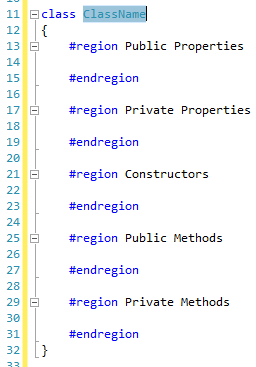 11 class ClassName
12 {
13 #region Public Properties
14
15 #endregion
16
17 #region Private Properties
18
19 #endregion
20
21 #region Constructors
22
23 #endregion
24
25 #region Public Methods
26
27 #endregion
28
29 #region Private Methods
30
31 #endregion
32 }
33